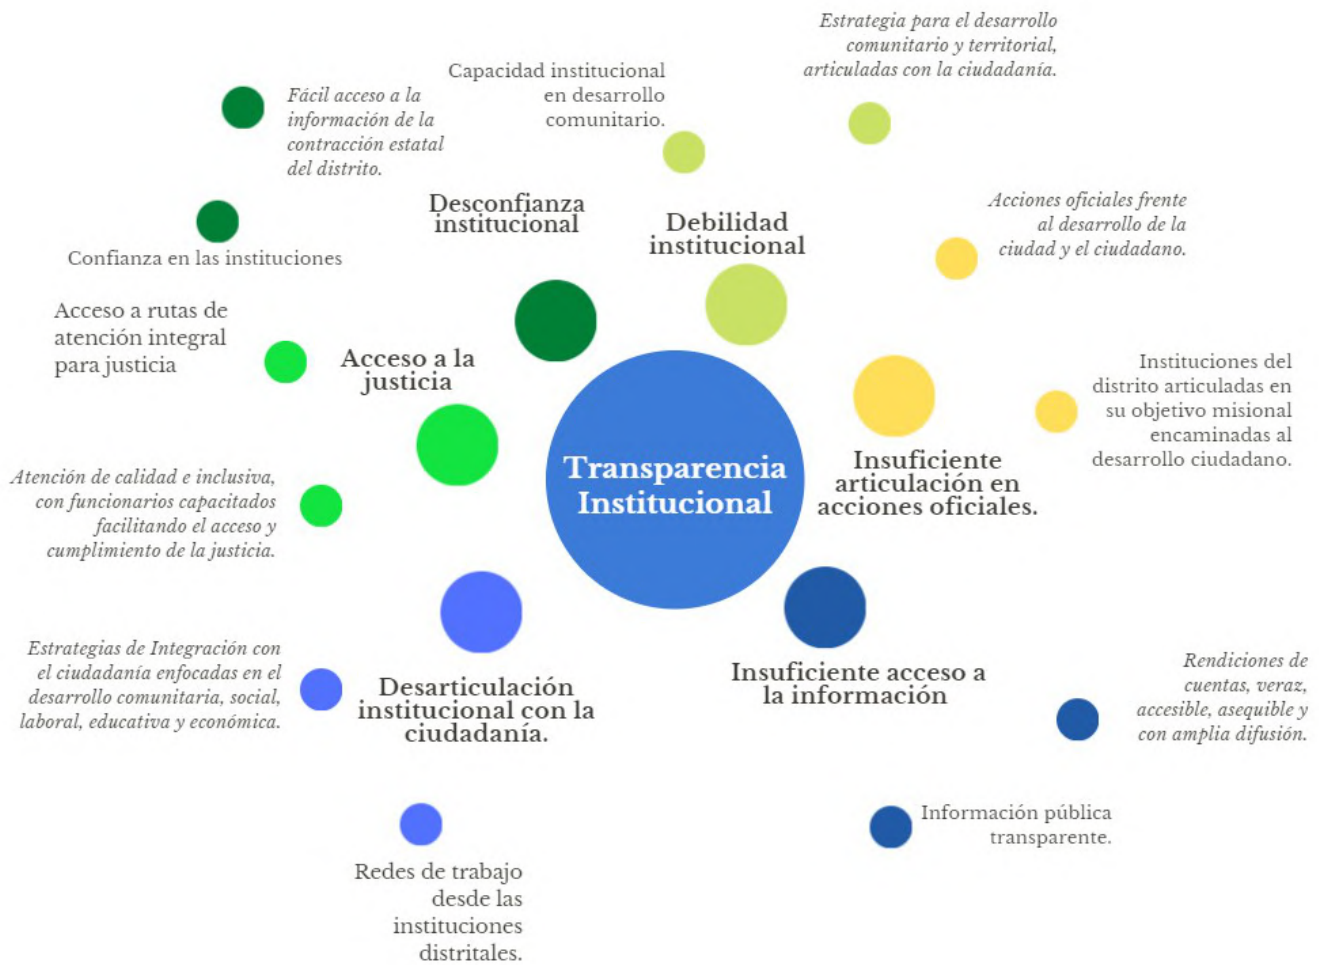 Estrategia para el desarrollo
comunitario y territorial,
articuladas con la ciudadanía.
Capacidad institucional
en desarrollo
comunitario.
Fácil acceso a la
información de la
contracción estatal
del distrito.
Desconfianza
institucional
Debilidad
institucional
Acciones oficiales frente
al desarrollo de la
ciudad y el ciudadano.
Confianza en las instituciones
Acceso a rutas de
atención integral
para justicia
Acceso a la
justicia
Instituciones del
distrito articuladas en
su objetivo misional
encaminadas al
desarrollo ciudadano.
Transparencia
Institucional
Insuficiente
articulación en
acciones oficiales.
Atención de calidad e inclusiva,
con funcionarios capacitados
facilitando el acceso y
cumplimiento de la justicia.
Estrategias de Integración con
el ciudadanía enfocadas en el
desarrollo comunitaria, social,
laboral, educativa y económica.
Desarticulación
institucional con la
ciudadanía.
Insuficiente acceso a
la información
Rendiciones de
cuentas, veraz,
accesible, asequible y
con amplia difusión.
Información pública
transparente.
Redes de trabajo
desde las
instituciones
distritales.